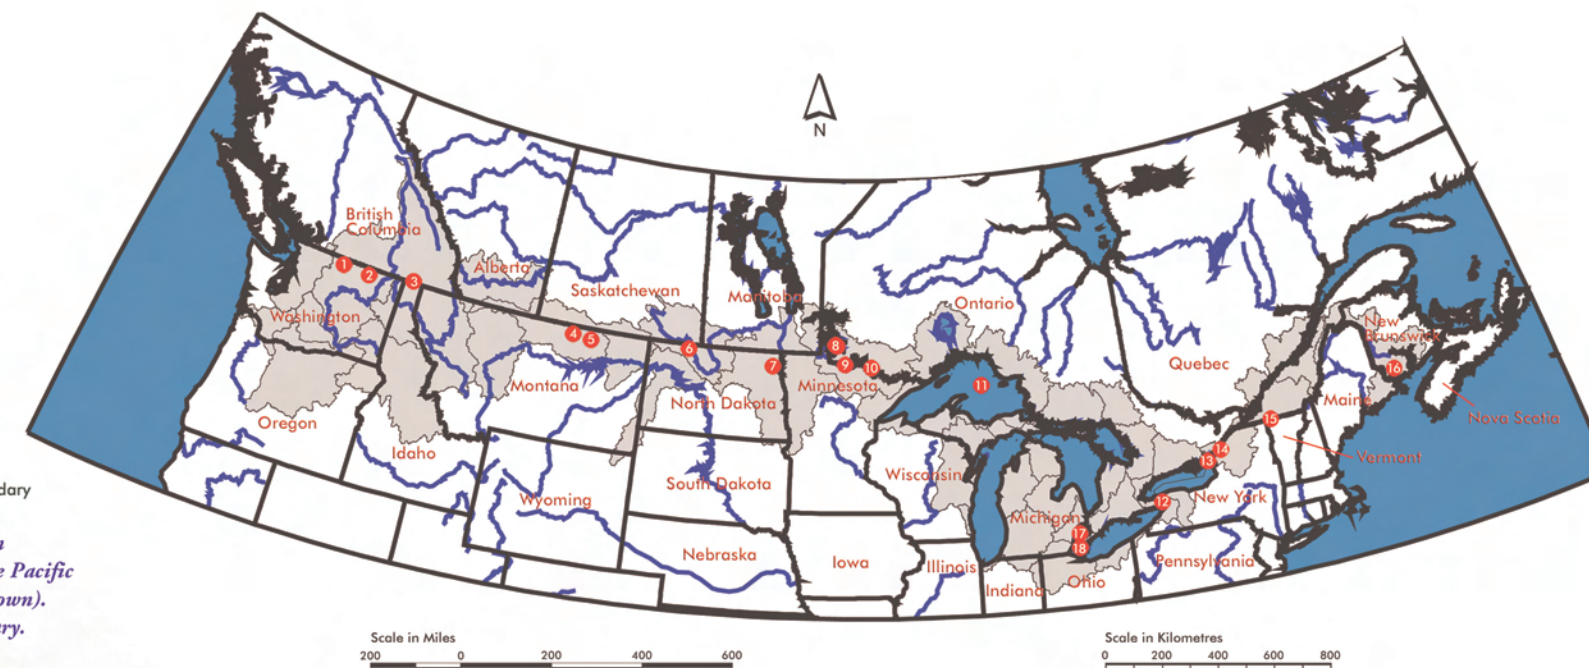 N
British
Columbia
Alberta
Saskatchewan
Manitoba
Ontario
Quebec
New
Brunswick
Nova Scotia
Maine
Vermont
New York
Pennsylvania
Ohio
Indiana
Illinois
Michigan
Wisconsin
Minnesota
Iowa
Nebraska
South Dakota
North Dakota
Montana
Wyoming
Idaho
Oregon
Washington
1
2
3
4
5
6
7
8
9
10
11
12
13
14
15
16
17
18
dary
n
e Pacific
own).
ry.
Scale in Miles
200 0 200 400 600
Scale in Kilometres
0 200 400 600 800